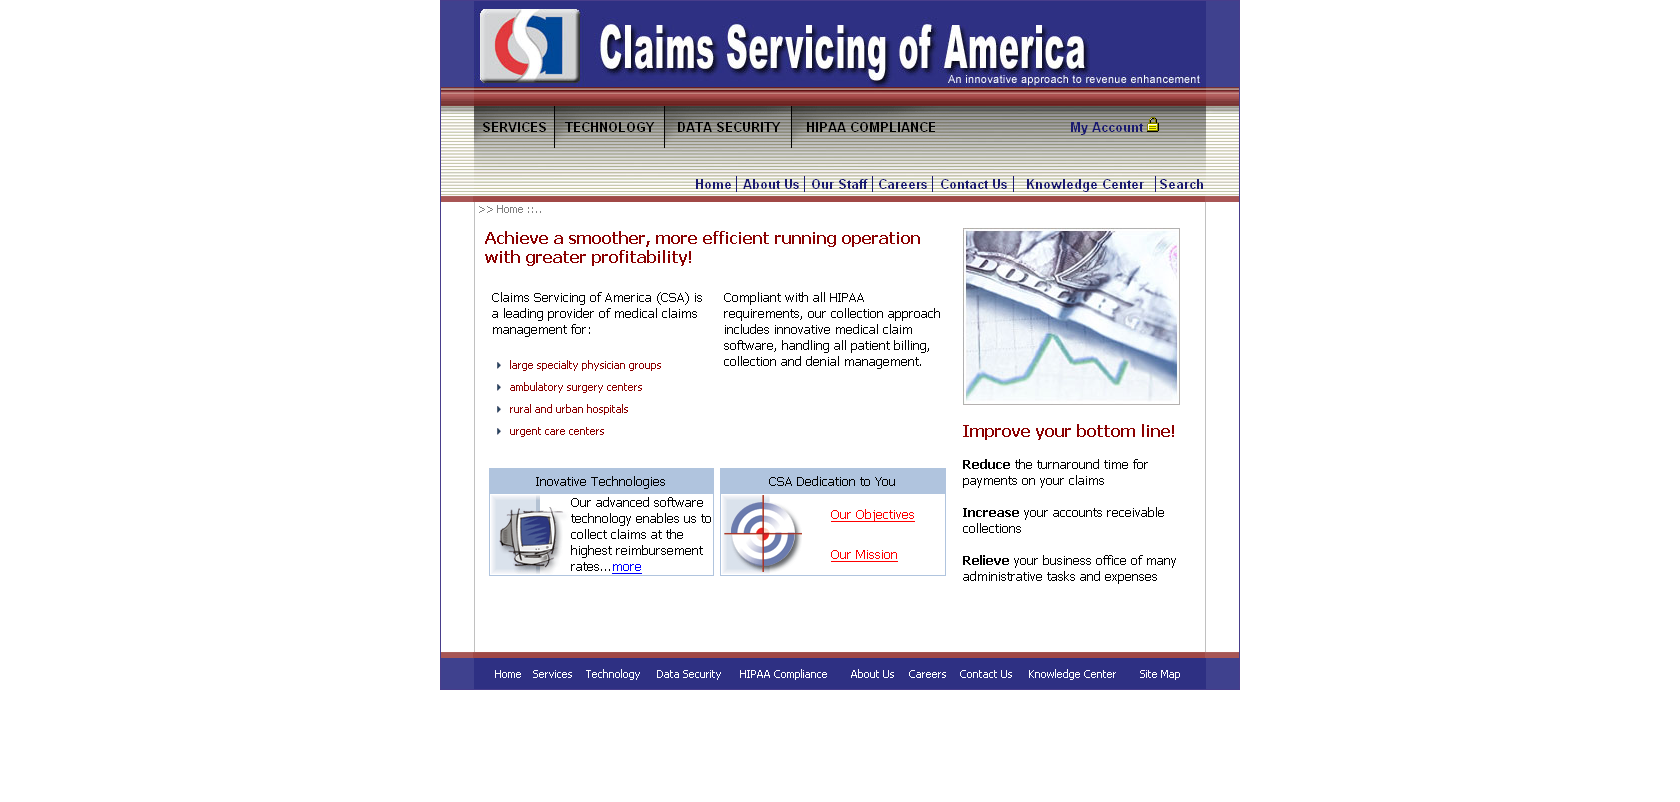 Claims Servicing of America
An innovative approach to revenue enhancement
SERVICES TECHNOLOGY DATA SECURITY HIPAA COMPLIANCE My Account
Home About Us Our Staff Careers Contact Us Knowledge Center Search
>> Home ::..
Achieve a smoother, more efficient running operation
with greater profitability!
Claims Servicing of America (CSA) is
a leading provider of medical claims
management for:
large specialty physician groups
ambulatory surgery centers
rural and urban hospitals
urgent care centers
Compliant with all HIPAA
requirements, our collection approach
includes innovative medical claim
software, handling all patient billing,
collection and denial management.
Inovative Technologies
Our advanced software
technology enables us to
collect claims at the
highest reimbursement
rates...more
CSA Dedication to You
Our Objectives
Our Mission
DOLLAR
Improve your bottom line!
Reduce the turnaround time for
payments on your claims
Increase your accounts receivable
collections
Relieve your business office of many
administrative tasks and expenses
Home Services Technology Data Security HIPAA Compliance About Us Careers Contact Us Knowledge Center Site Map